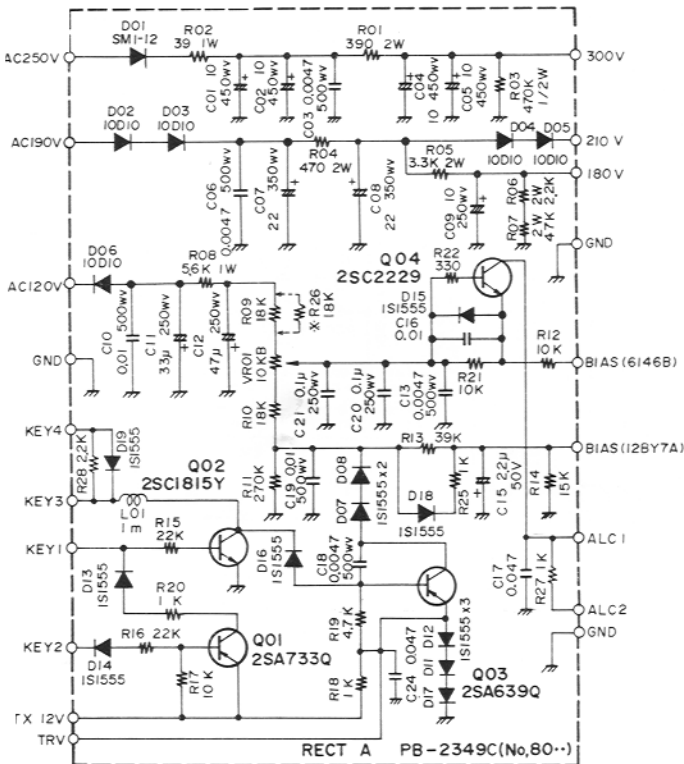 D01
SM1-12
R02
39 1W
R01
390 2W
AC250V
300V
C01 10
450wv
C02 10
450wv
C03 0.0047
500wv
C04
10 450wv
C05 10
450wv
R03
470K
1/2W
D02
10D10
D03
10D10
D04
10D10
D05
10D10
AC190V
210V
R04
470 2W
R05
3.3K 2W
180V
C06
0.0047
500wv
C07
22
350wv
C08
22 350wv
C09 10
250wv
R06
2W
2.2K
R07
2W
47K
GND
D06
10D10
R08
5.6K 1W
Q04
2SC2229
R22
330
AC120V
C10
0.01 500wv
C11
33μ 250wv
C12
47μ
250wv
R09
18K
X·R26
18K
D15
1S1555
C16
0.01
R12
10K
GND
VR01
10KB
R21
10K
BIAS(6146B)
R10
18K
C21 0.1μ
250wv
C20 0.1μ
250wv
C13
0.0047
500wv
KEY4
R28 2.2K
D19
1S1555
Q02
2SC1815Y
R13 39K
BIAS(12BY7A)
KEY3
L01
1m
R11
270K
C19 0.01
500wv
D08
D07
1S1555 x2
D18
1S1555
R25
1K
C15 2.2μ
50V
R14
15K
R15
22K
KEY1
D16
1S1555
C18
0.0047
500wv
ALC1
D13
1S1555
R20
1K
C17
0.047
R27 1K
ALC2
R19
4.7K
D12
D11
D17
1S1555 x3
GND
KEY2
R16 22K
D14
1S1555
Q01
2SA733Q
R17
10K
R18
1K
C24 0.047
Q03
2SA639Q
TX 12V
TRV
RECT A PB-2349C(No,80··)